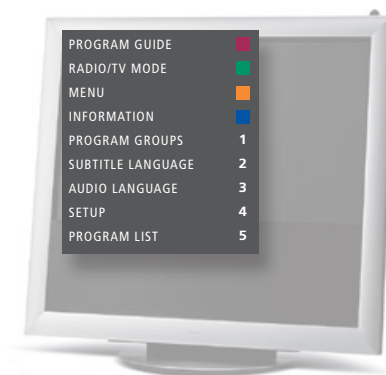 PROGRAM GUIDE
RADIO/TV MODE
MENU
INFORMATION
PROGRAM GROUPS 1
SUBTITLE LANGUAGE 2
AUDIO LANGUAGE 3
SETUP 4
PROGRAM LIST 5